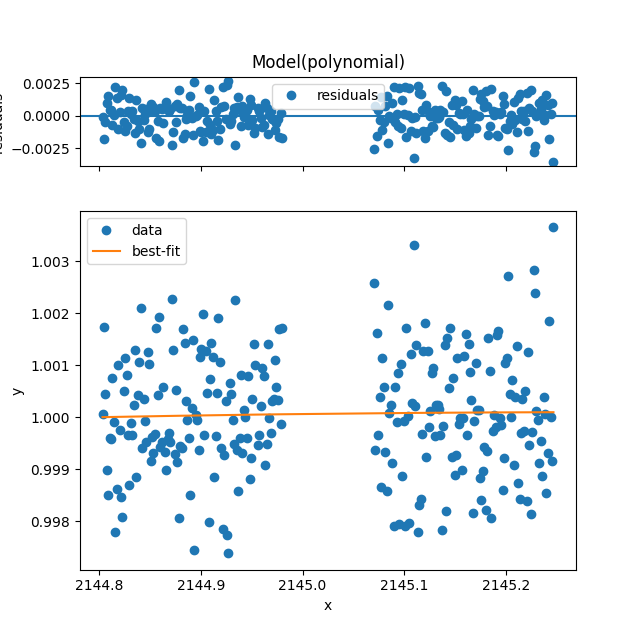 Model(polynomial)
0.0025
0.0000
−0.0025
residuals
1.003
1.002
1.001
1.000
0.999
0.998
y
data
best-fit
2144.8 2144.9 2145.0 2145.1 2145.2
x